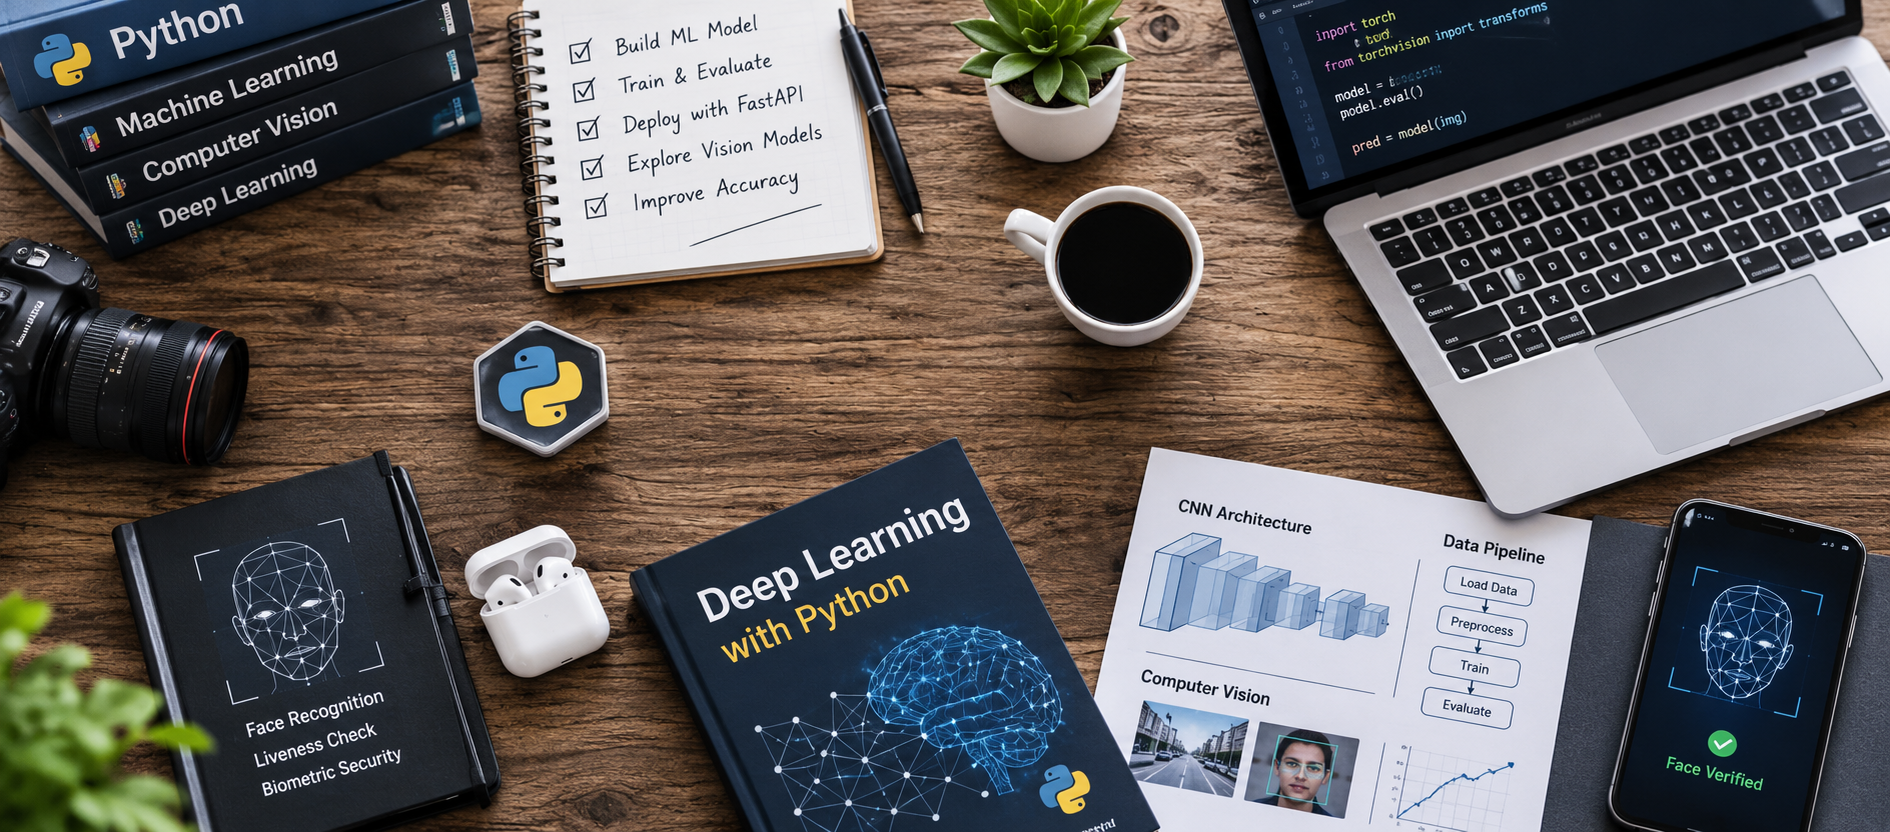 Python
Machine Learning
Computer Vision
Deep Learning
Build ML Model
Train & Evaluate
Deploy with FastAPI
Explore Vision Models
Improve Accuracy
import torch
from torchvision inport transforms
model =
model.eval()
pred = model(img)
Face Recognition
Liveness Check
Biometric Security
Deep Learning
with Python
CNN Architecture
Data Pipeline
Load Data
Preprocess
Train
Evaluate
Computer Vision
Face Verified